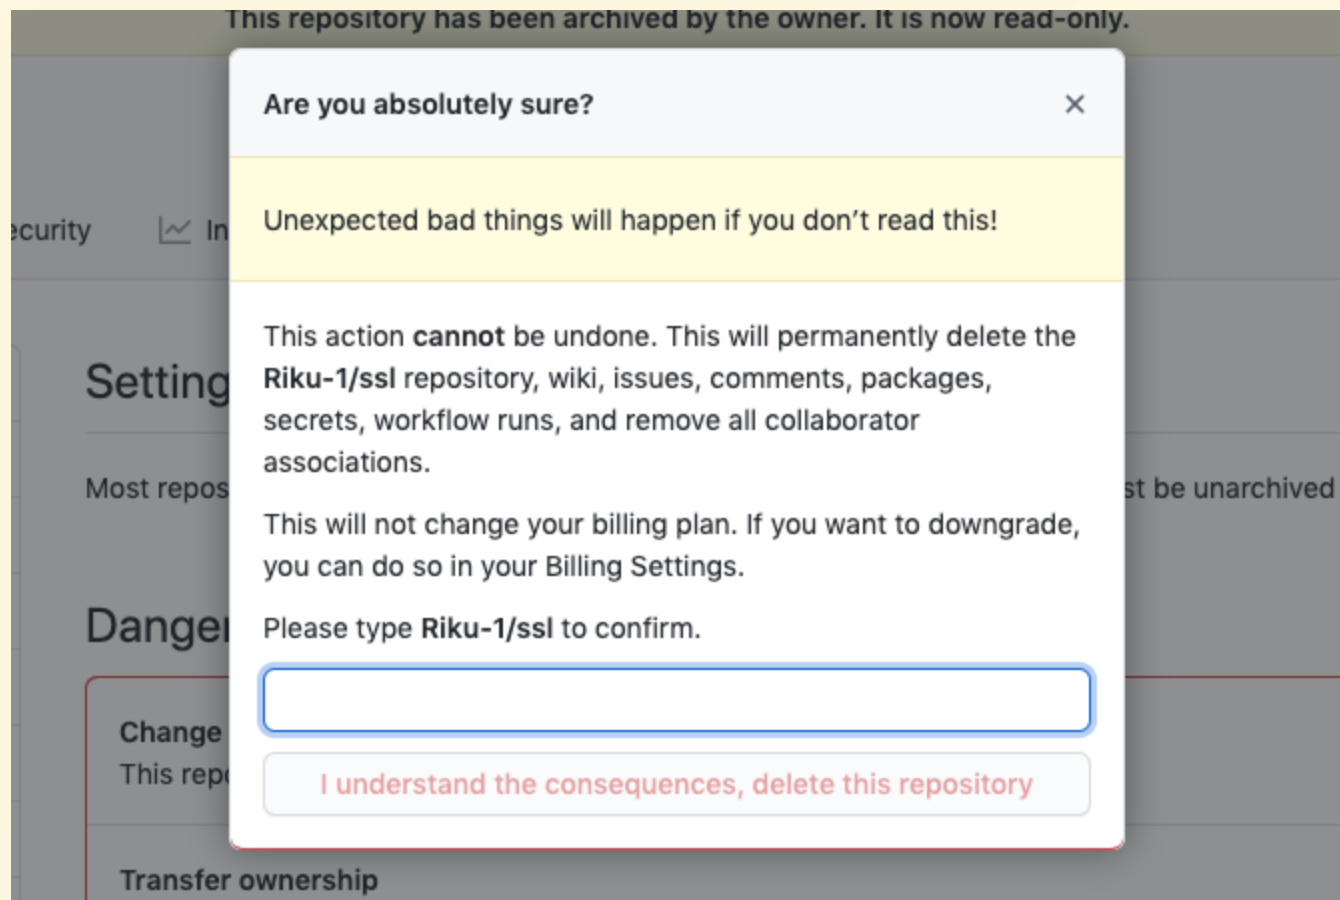 This repository has been archived by the owner. It is now read-only.
Are you absolutely sure?
Unexpected bad things will happen if you don’t read this!
ecurity In
This action cannot be undone. This will permanently delete the
Riku-1/ssl repository, wiki, issues, comments, packages,
secrets, workflow runs, and remove all collaborator
associations.
Setting
Most repos st be unarchived
This will not change your billing plan. If you want to downgrade,
you can do so in your Billing Settings.
Danger
Please type Riku-1/ssl to confirm.
Change
This repo
I understand the consequences, delete this repository
Transfer ownership